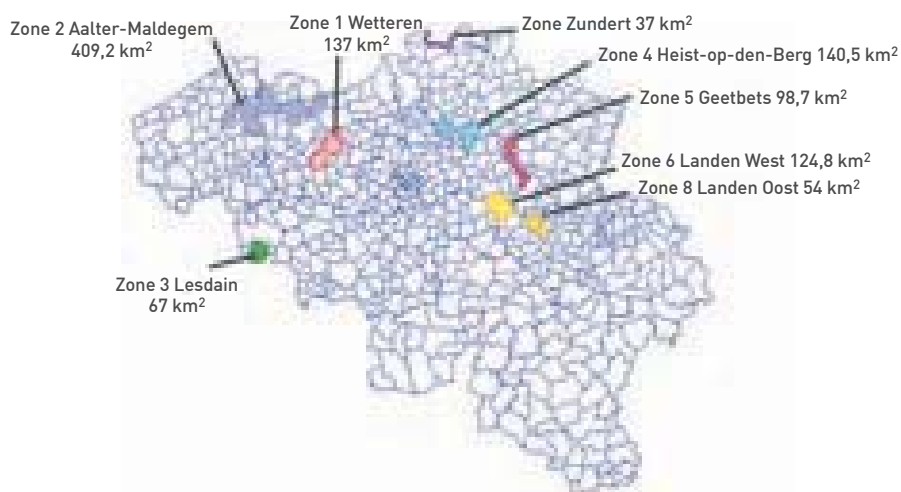 Zone 2 Aalter-Maldegem
409,2 km²
Zone 1 Wetteren
137 km²
Zone Zundert 37 km²
Zone 4 Heist-op-den-Berg 140,5 km²
Zone 5 Geetbets 98,7 km²
Zone 6 Landen West 124,8 km²
Zone 8 Landen Oost 54 km²
Zone 3 Lesdain
67 km²